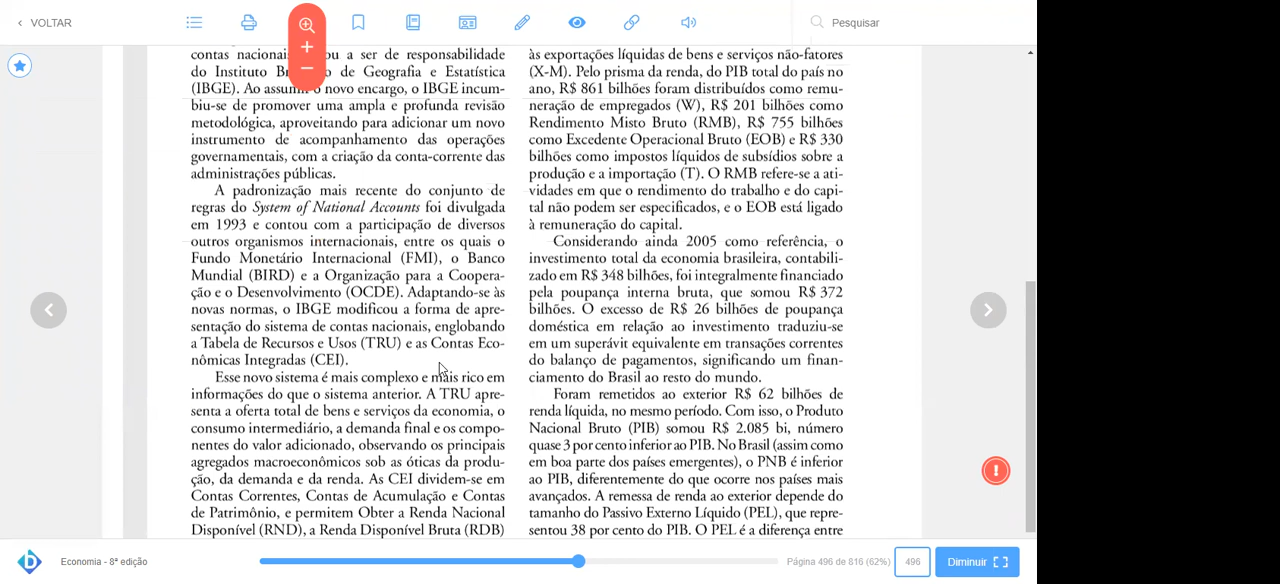 VOLTAR
Pesquisar
contas nacionai ou a ser de responsabilidade
do Instituto Br o de Geografia e Estatística
(IBGE). Ao assumi o novo encargo, o IBGE incum-
biu-se de promover uma ampla e profunda revisão
metodológica, aproveitando para adicionar um novo
instrumento de acompanhamento das operações
governamentais, com a criação da conta-corrente das
administrações públicas.
A padronização mais recente do conjunto de
regras do System of National Accounts foi divulgada
em 1993 e contou com a participação de diversos
outros organismos internacionais, entre os quais o
Fundo Monetário Internacional (FMI), o Banco
Mundial (BIRD) e a Organização para a Coopera-
ção e o Desenvolvimento (OCDE). Adaptando-se às
novas normas, o IBGE modificou a forma de apre-
sentação do sistema de contas nacionais, englobando
a Tabela de Recursos e Usos (TRU) e as Contas Eco-
nômicas Integradas (CEI).
Esse novo sistema é mais complexo e mais rico em
informações do que o sistema anterior. A TRU apre-
senta a oferta total de bens e serviços da economia, o
consumo intermediário, a demanda final e os compo-
nentes do valor adicionado, observando os principais
agregados macroeconômicos sob as óticas da produ-
ção, da demanda e da renda. As CEI dividem-se em
Contas Correntes, Contas de Acumulação e Contas
de Patrimônio, e permitem Obter a Renda Nacional
Disponível (RND), a Renda Disponível Bruta (RDB)
às exportações líquidas de bens e serviços não-fatores
(X-M). Pelo prisma da renda, do PIB total do país no
ano, R$ 861 bilhões foram distribuídos como remu-
neração de empregados (W), R$ 201 bilhões como
Rendimento Misto Bruto (RMB), R$ 755 bilhões
como Excedente Operacional Bruto (EOB) e R$ 330
bilhões como impostos líquidos de subsídios sobre a
produção e a importação (T). O RMB refere-se a ati-
vidades em que o rendimento do trabalho e do capi-
tal não podem ser especificados, e o EOB está ligado
à remuneração do capital.
Considerando ainda 2005 como referência, o
investimento total da economia brasileira, contabili-
zado em R$ 348 bilhões, foi integralmente financiado
pela poupança interna bruta, que somou R$ 372
bilhões. O excesso de R$ 26 bilhões de poupança
doméstica em relação ao investimento traduziu-se
em um superávit equivalente em transações correntes
do balanço de pagamentos, significando um finan-
ciamento do Brasil ao resto do mundo.
Foram remetidos ao exterior R$ 62 bilhões de
renda líquida, no mesmo período. Com isso, o Produto
Nacional Bruto (PIB) somou R$ 2.085 bi, número
quase 3 por cento inferior ao PIB. No Brasil (assim como
em boa parte dos países emergentes), o PNB é inferior
ao PIB, diferentemente do que ocorre nos países mais
avançados. A remessa de renda ao exterior depende do
tamanho do Passivo Externo Líquido (PEL), que repre-
sentou 38 por cento do PIB. O PEL é a diferença entre
Economia - 8ª edição
Página 496 de 816 (62%)
496
Diminuir